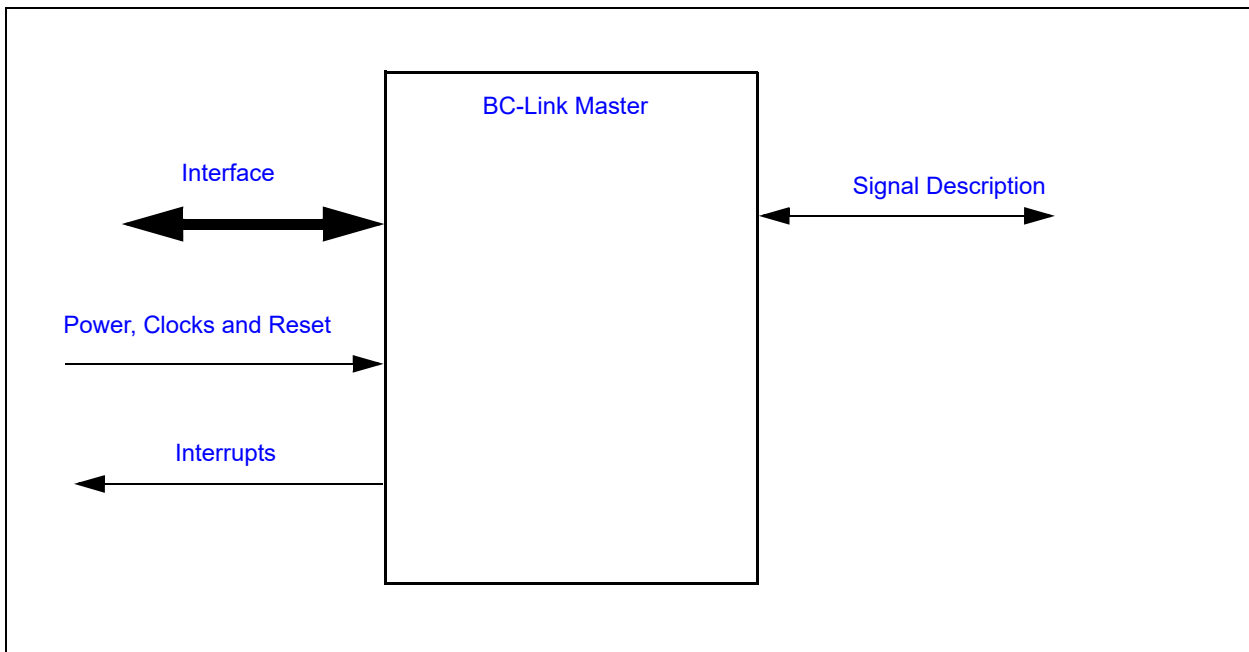 BC-Link Master
Interface
Signal Description
Power, Clocks and Reset
Interrupts